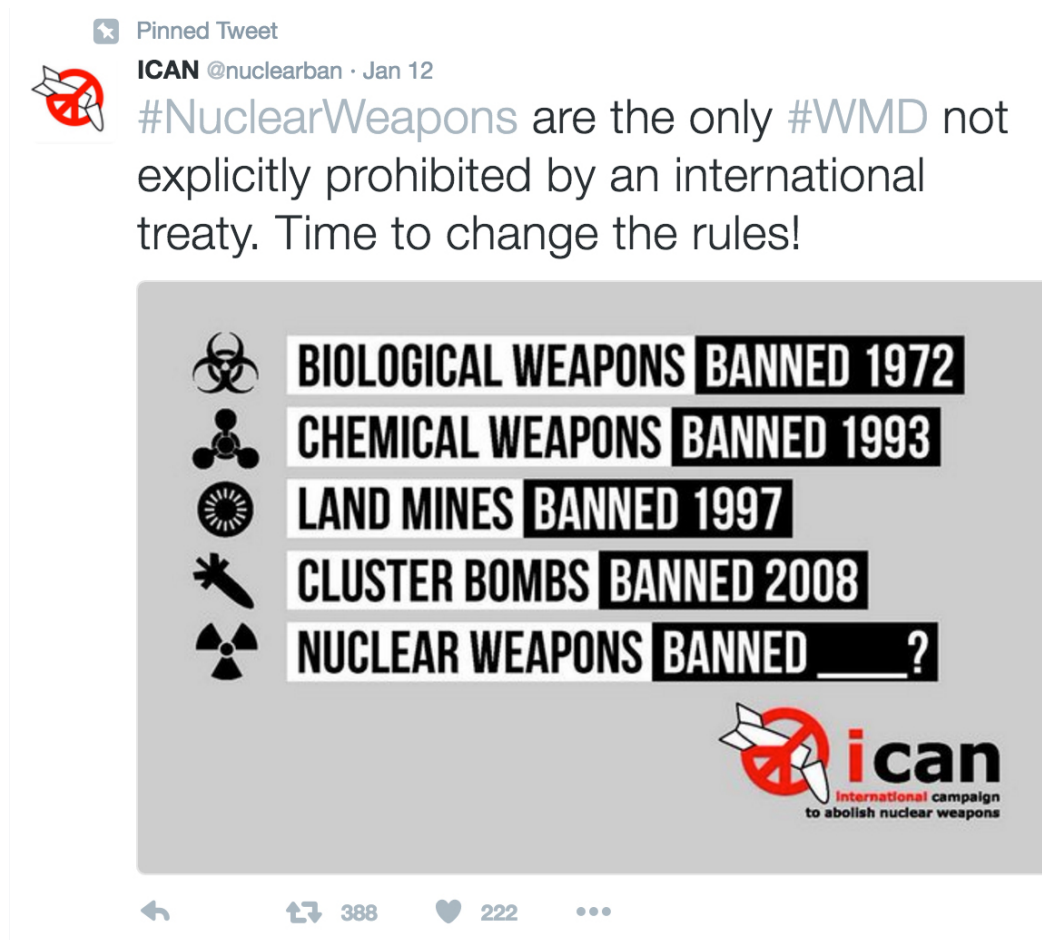 Pinned Tweet
ICAN @nuclearban · Jan 12
#NuclearWeapons are the only #WMD not
explicitly prohibited by an international
treaty. Time to change the rules!
BIOLOGICAL WEAPONS BANNED 1972
CHEMICAL WEAPONS BANNED 1993
LAND MINES BANNED 1997
CLUSTER BOMBS BANNED 2008
NUCLEAR WEAPONS BANNED ____?
ican
International campaign
to abolish nuclear weapons
388 222